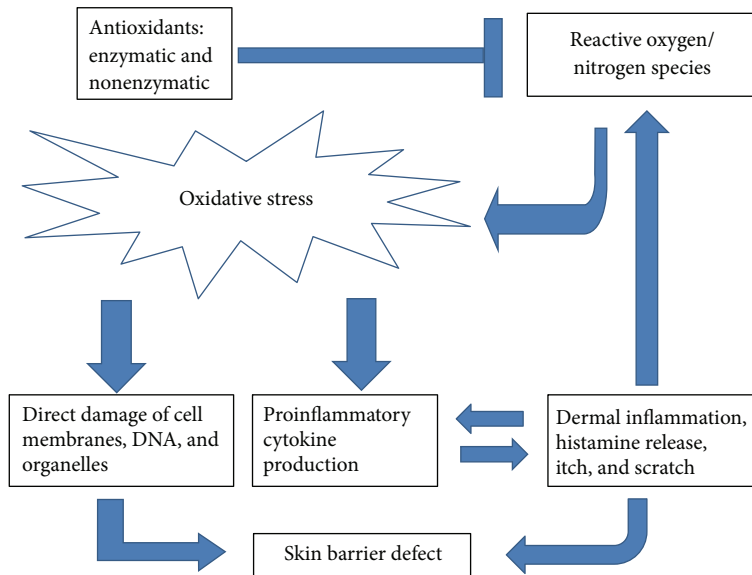 Antioxidants:
enzymatic and
nonenzymatic
Reactive oxygen/
nitrogen species
Oxidative stress
Direct damage of cell
membranes, DNA, and
organelles
Proinflammatory
cytokine
production
Dermal inflammation,
histamine release,
itch, and scratch
Skin barrier defect